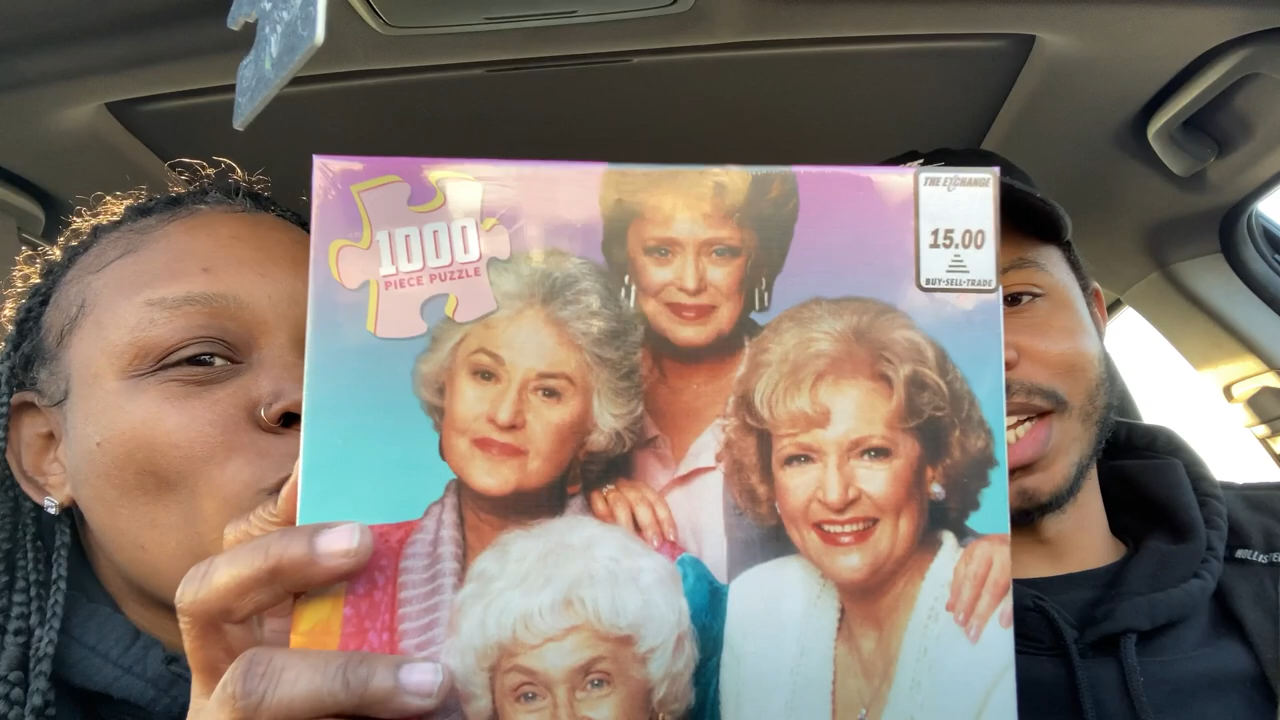 1000
PIECE PUZZLE
THE EXCHANGE
15.00
BUY-SELL-TRADE